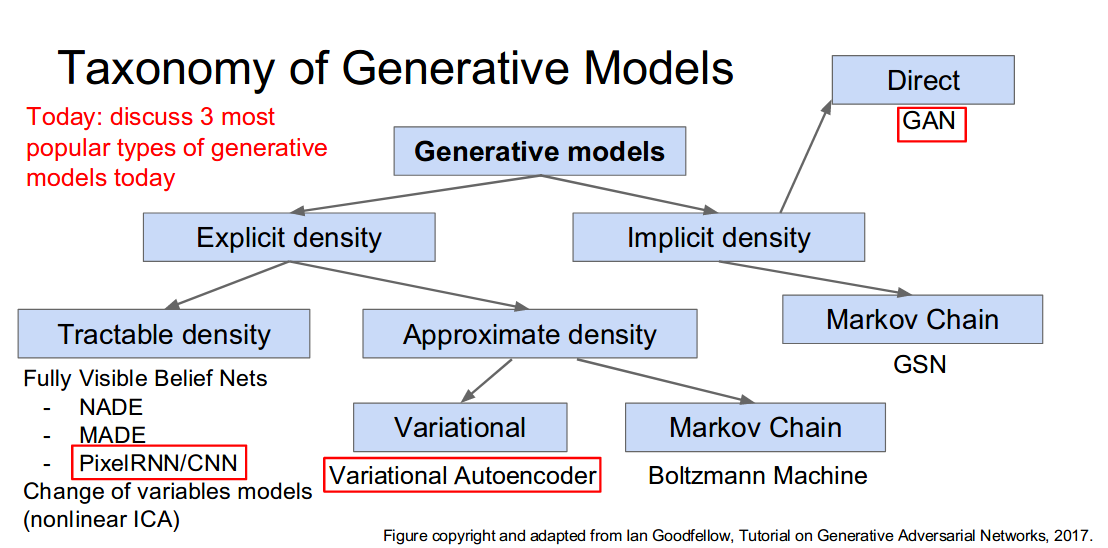 Taxonomy of Generative Models
Today: discuss 3 most
popular types of generative
models today
Direct
GAN
Generative models
Explicit density
Implicit density
Tractable density
Approximate density
Markov Chain
GSN
Fully Visible Belief Nets
- NADE
- MADE
- PixelRNN/CNN
Change of variables models
(nonlinear ICA)
Variational
Markov Chain
Variational Autoencoder
Boltzmann Machine
Figure copyright and adapted from Ian Goodfellow, Tutorial on Generative Adversarial Networks, 2017.